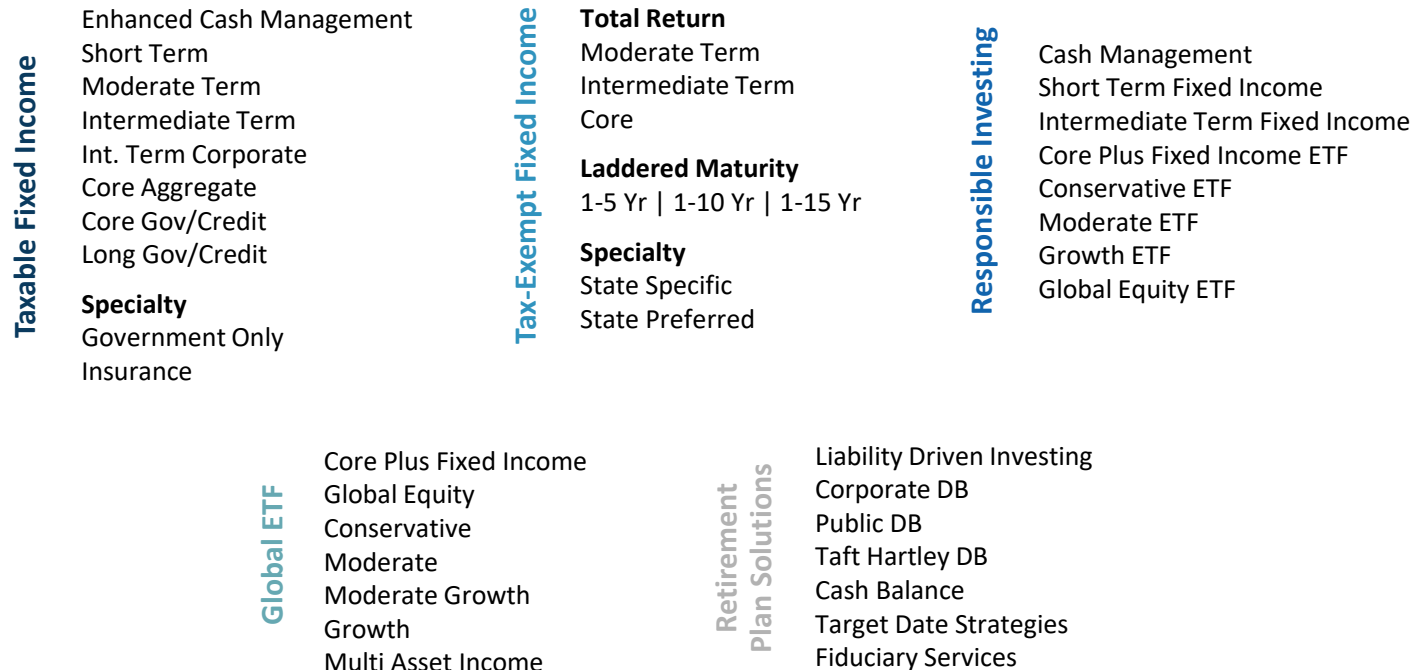 Taxable Fixed Income
Enhanced Cash Management
Short Term
Moderate Term
Intermediate Term
Int. Term Corporate
Core Aggregate
Core Gov/Credit
Long Gov/Credit
Specialty
Government Only
Insurance
Tax-Exempt Fixed Income
Total Return
Moderate Term
Intermediate Term
Core
Laddered Maturity
1-5 Yr | 1-10 Yr | 1-15 Yr
Specialty
State Specific
State Preferred
Responsible Investing
Cash Management
Short Term Fixed Income
Intermediate Term Fixed Income
Core Plus Fixed Income ETF
Conservative ETF
Moderate ETF
Growth ETF
Global Equity ETF
Global ETF
Core Plus Fixed Income
Global Equity
Conservative
Moderate
Moderate Growth
Growth
Multi Asset Income
Retirement
Plan Solutions
Liability Driven Investing
Corporate DB
Public DB
Taft Hartley DB
Cash Balance
Target Date Strategies
Fiduciary Services